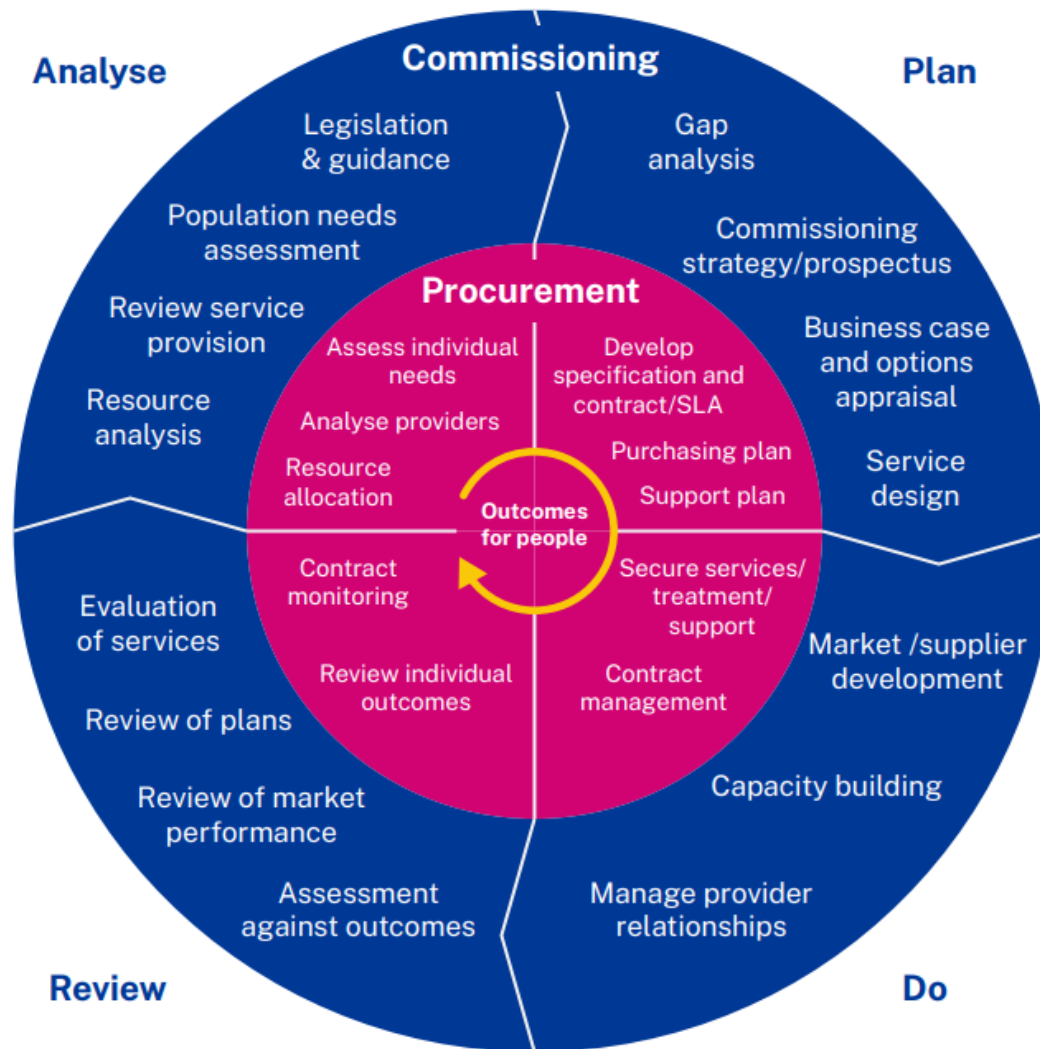 Analyse
Commissioning
Plan
Legislation
& guidance
Population needs
assessment
Review service
provision
Resource
analysis
Gap
analysis
Commissioning
strategy/prospectus
Business case
and options
appraisal
Service
design
Procurement
Assess individual
needs
Analyse providers
Resource
allocation
Develop
specification and
contract/SLA
Purchasing plan
Support plan
Outcomes
for people
Contract
monitoring
Review individual
outcomes
Secure services/
treatment/
support
Contract
management
Evaluation
of services
Review of plans
Review of market
performance
Assessment
against outcomes
Market /supplier
development
Capacity building
Manage provider
relationships
Review
Do